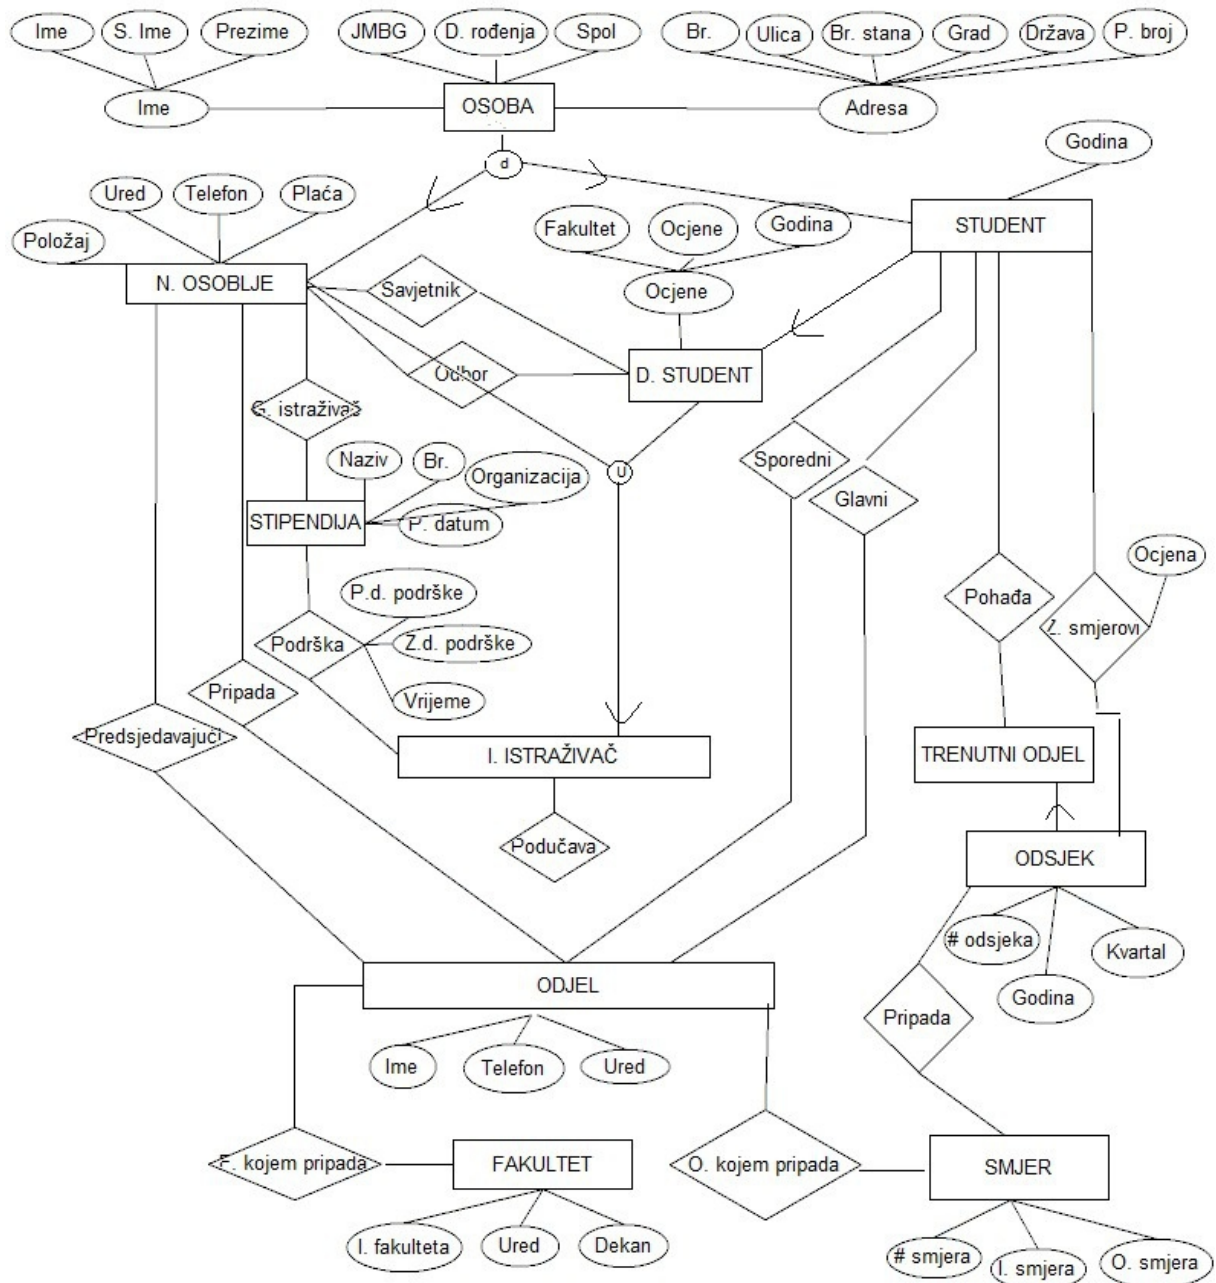 Ime
S. Ime
Prezime
JMBG
D. rođenja
Spol
Br.
Ulica
Br. stana
Grad
Država
P. broj
Ime
OSOBA
Adresa
d
Godina
Ured
Telefon
Plaća
Položaj
N. OSOBLJE
Fakultet
Ocjene
Godina
STUDENT
Savjetnik
Ocjene
Odbor
D. STUDENT
G. istraživač
Naziv
Br.
Organizacija
U
Sporedni
Glavni
STIPENDIJA
P. datum
Ocjena
P.d. podrške
Pohađa
Z. smjerovi
Podrška
Z.d. podrške
Pripada
Vrijeme
Predsjedavajući
I. ISTRAŽIVAČ
TRENUTNI ODJEL
Podučava
ODSJEK
# odsjeka
Kvartal
ODJEL
Godina
Pripada
Ime
Telefon
Ured
F. kojem pripada
FAKULTET
O. kojem pripada
SMJER
I. fakulteta
Ured
Dekan
# smjera
I. smjera
O. smjera